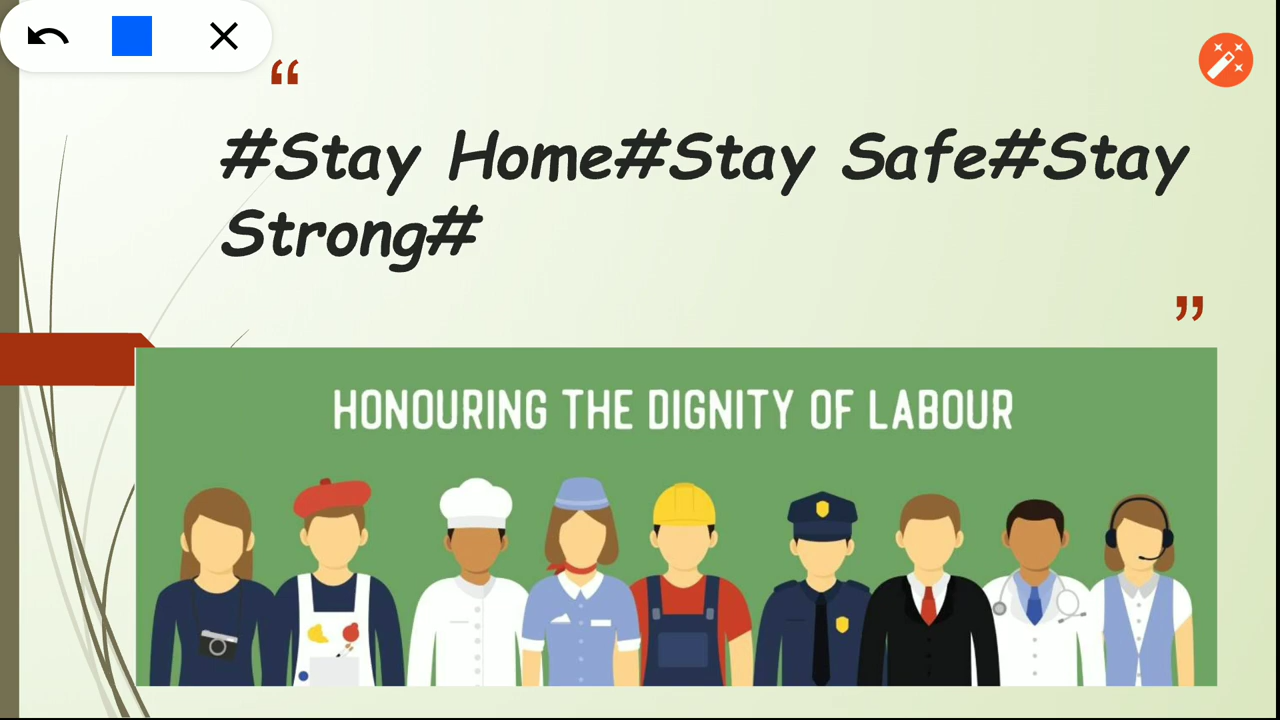 “
#Stay Home#Stay Safe#Stay
Strong#
”
HONOURING THE DIGNITY OF LABOUR